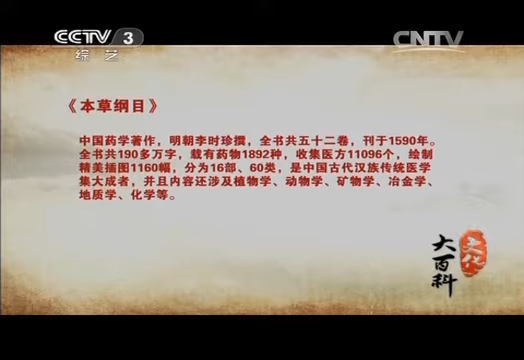 CCTV 3
综艺
CNTV
《本草纲目》
中国药学著作，明朝李时珍撰，全书共五十二卷，刊于1590年。
全书共190多万字，载有药物1892种，收集医方11096个，绘制
精美插图1160幅，分为16部、60类，是中国古代汉族传统医学
集大成者，并且内容还涉及植物学、动物学、矿物学、冶金学、
地质学、化学等。
文化
大百科